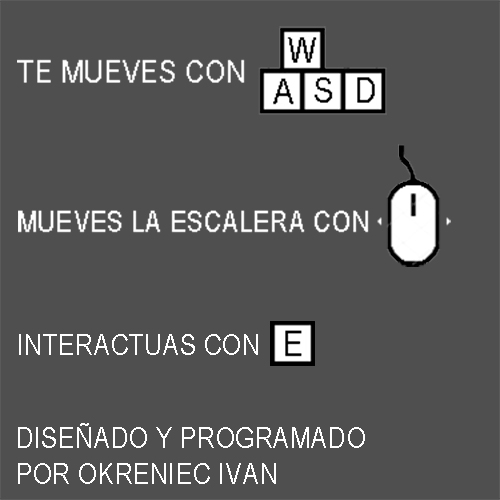 TE MUEVES CON W
A S D
MUEVES LA ESCALERA CON
INTERACTUAS CON E
DISEÑADO Y PROGRAMADO
POR OKRENIEC IVAN